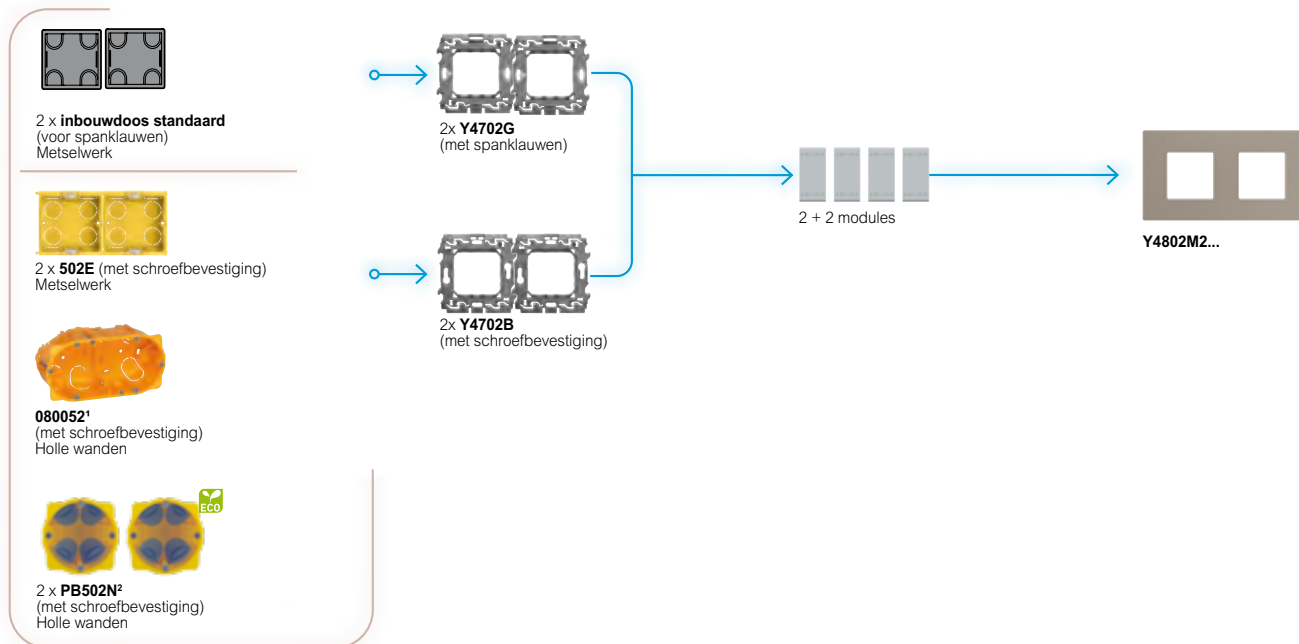 2 x inbouwdoos standaard
(voor spanklauwen)
Metselwerk
2 x 502E (met schroefbevestiging)
Metselwerk
080052¹
(met schroefbevestiging)
Holle wanden
ECO
2 x PB502N²
(met schroefbevestiging)
Holle wanden
2x Y4702G
(met spanklauwen)
2x Y4702B
(met schroefbevestiging)
2 + 2 modules
Y4802M2...